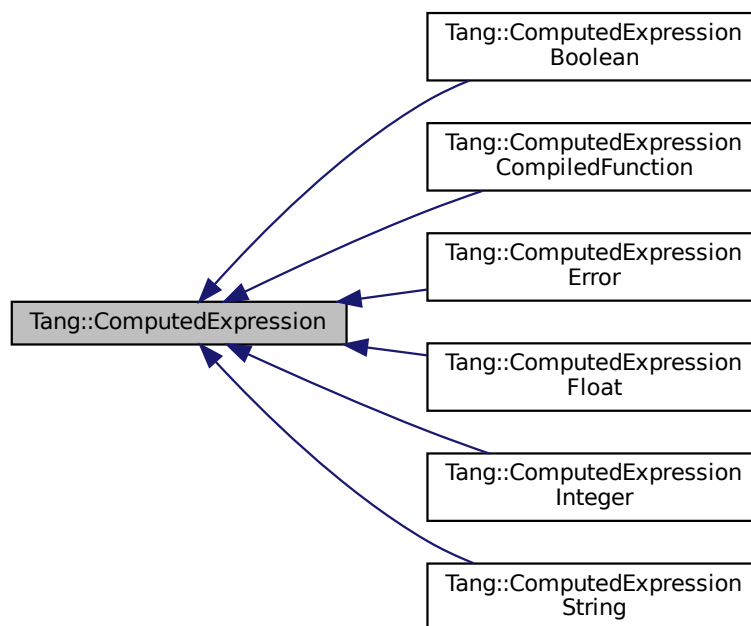 Tang::ComputedExpression
Boolean
Tang::ComputedExpression
CompiledFunction
Tang::ComputedExpression
Error
Tang::ComputedExpression
Tang::ComputedExpression
Float
Tang::ComputedExpression
Integer
Tang::ComputedExpression
String